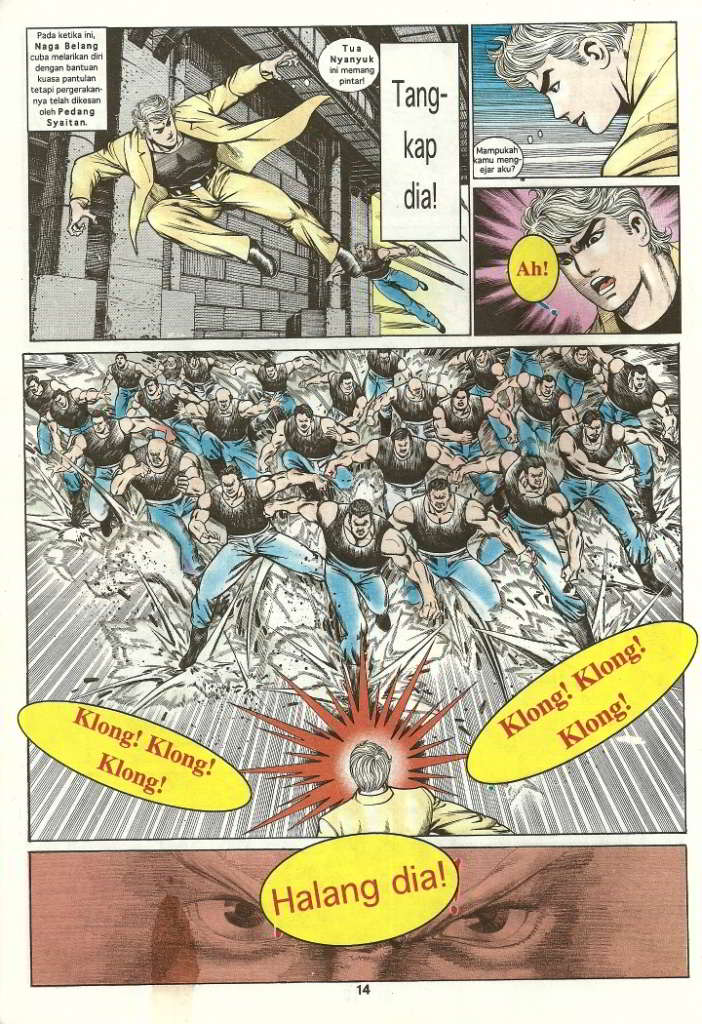 Pada ketika ini,
Naga Belang
cuba melarikan diri
dengan bantuan
kuasa pantulan
tetapi pergerakan-
nya telah dikesan
oleh Pedang
Syaitan.
Tua
Nyanyuk
ini memang
pintar!
Tang-
kap
dia!
Mampukah
kamu meng-
ejar aku?
Ah!
Klong! Klong!
Klong!
Klong! Klong!
Klong!
Halang dia!
14